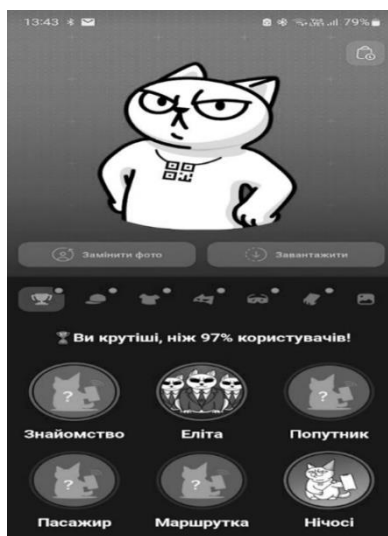 13:43
79%
Замінити фото
Завантажити
Ви крутіші, ніж 97% користувачів!
Знайомство
Еліта
Попутник
Пасажир
Маршрутка
Нічосі